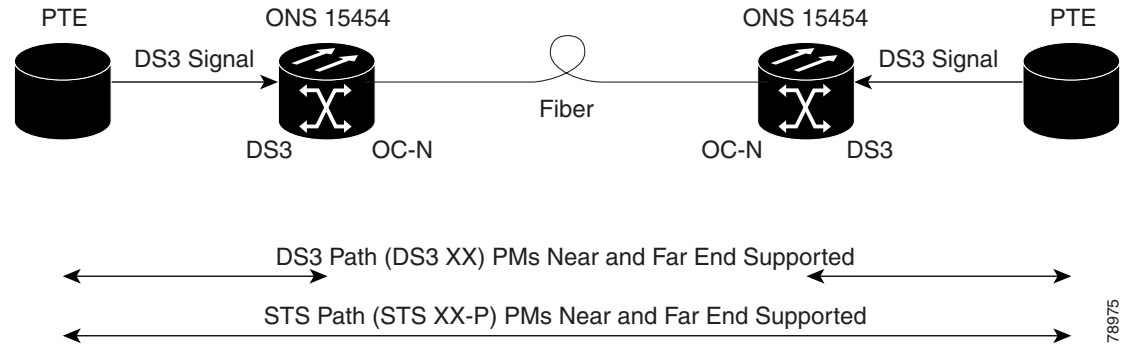 PTE
ONS 15454
ONS 15454
PTE
DS3 Signal
DS3 Signal
Fiber
DS3
OC-N
OC-N
DS3
DS3 Path (DS3 XX) PMs Near and Far End Supported
STS Path (STS XX-P) PMs Near and Far End Supported
78975